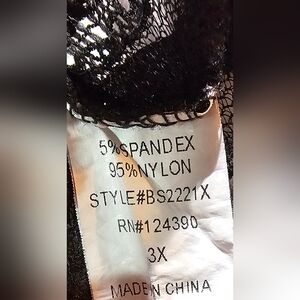 5%SPANDEX
95%NYLON
STYLE#BS2221X
RN#124390
3X
MADE IN CHINA